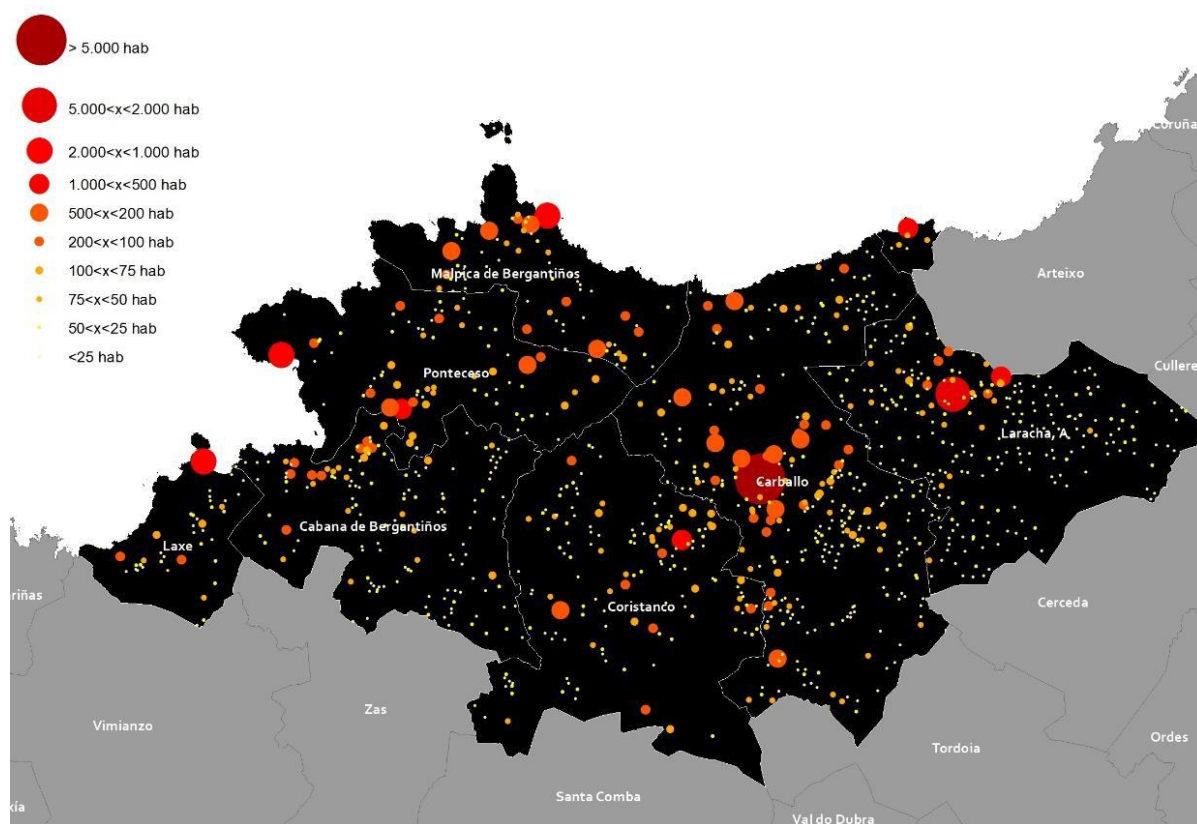 > 5.000 hab
5.000<x<2.000 hab
2.000<x<1.000 hab
1.000<x<500 hab
500<x<200 hab
200<x<100 hab
100<x<75 hab
75<x<50 hab
50<x<25 hab
<25 hab
Coruña
Malpica de Bergantiños
Arteixo
Cullere
Ponteceso
Laracha, A
Carballo
Cabana de Bergantiños
Laxe
riñas
Coristanco
Cerceda
Zas
Vimianzo
Ordes
Tordoia
Santa Comba
xía
Val do Dubra